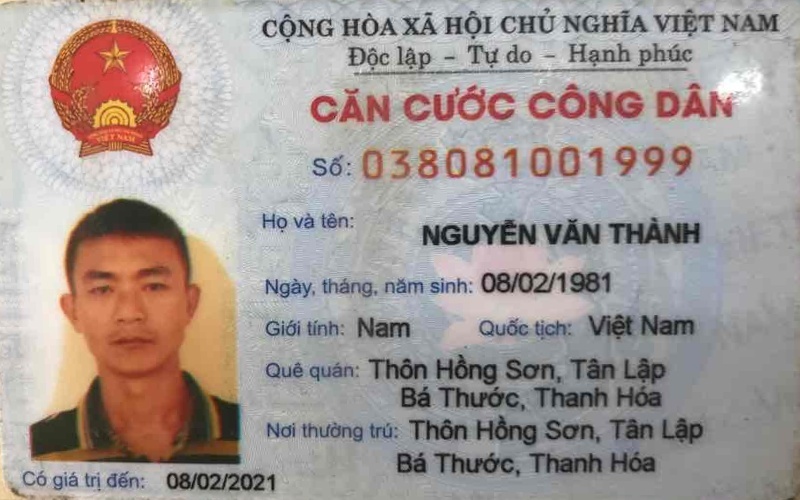 CỘNG HÒA XÃ HỘI CHỦ NGHĨA VIỆT NAM
Độc lập - Tự do - Hạnh phúc
CĂN CƯỚC CÔNG DÂN
Số: 038081001999
Họ và tên: NGUYỄN VĂN THÀNH
Ngày, tháng, năm sinh: 08/02/1981
Giới tính: Nam Quốc tịch: Việt Nam
Quê quán: Thôn Hồng Sơn, Tân Lập
Bá Thước, Thanh Hóa
Nơi thường trú: Thôn Hồng Sơn, Tân Lập
Bá Thước, Thanh Hóa
Có giá trị đến: 08/02/2021